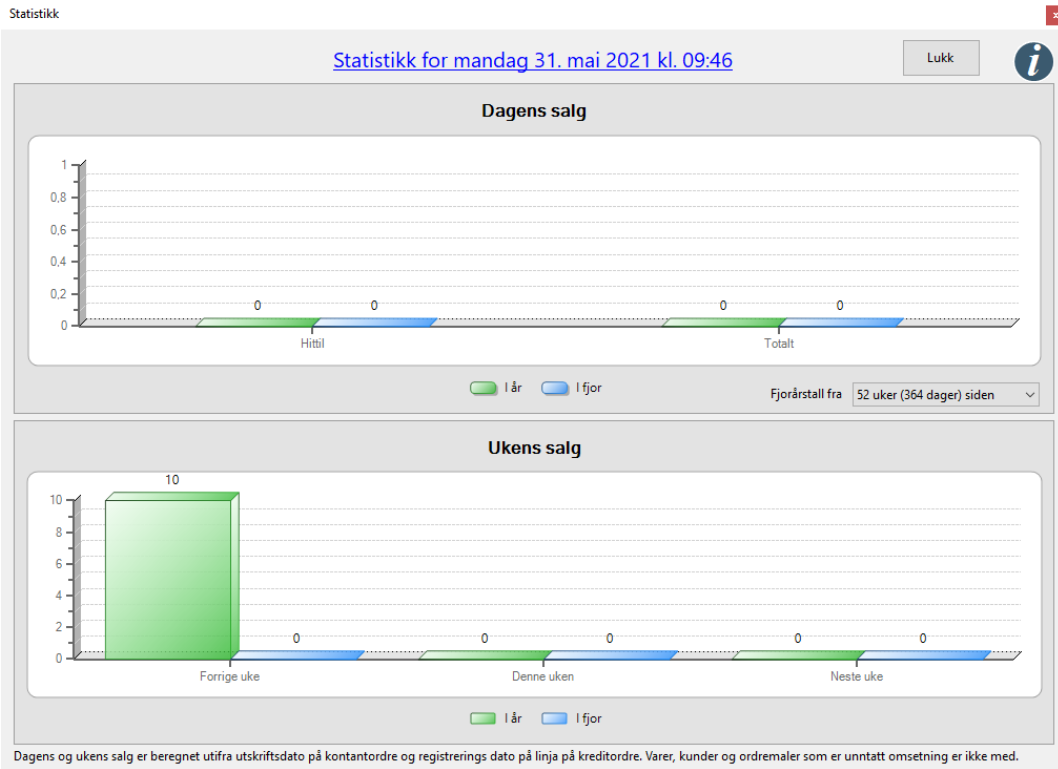 Statistikk
x
Statistikk for mandag 31. mai 2021 kl. 09:46
Lukk
i
Dagens salg
1
0,8
0,6
0,4
0,2
0
0 0 0 0
Hittil Totalt
I år I fjor
Fjorårstall fra 52 uker (364 dager) siden
Ukens salg
10
10
8
6
4
2
0
0 0 0 0 0
Forrige uke Denne uken Neste uke
I år I fjor
Dagens og ukens salg er beregnet utifra utskriftsdato på kontantordre og registrerings dato på linja på kreditordre. Varer, kunder og ordremaler som er unntatt omsetning er ikke med.